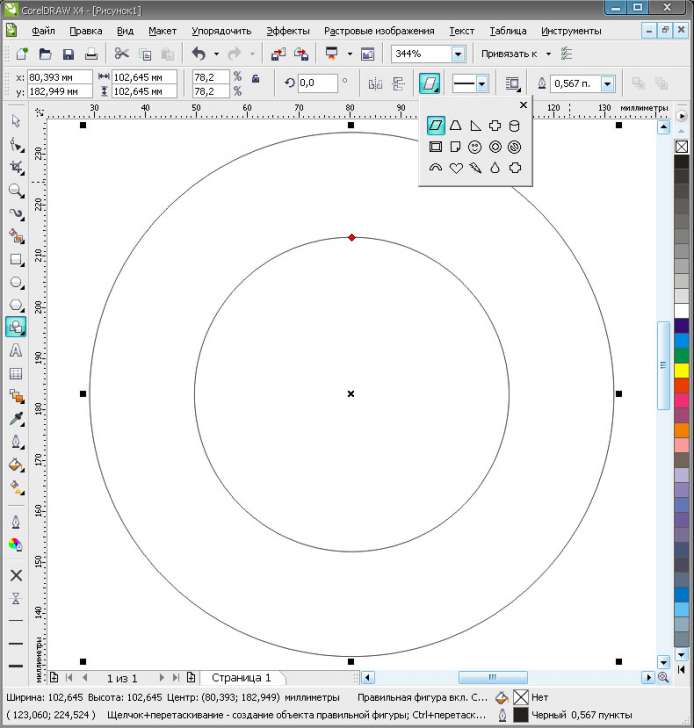 CorelDRAW X4 - [Рисунок1]
Файл Правка Вид Макет Упорядочить Эффекты Растровые изображения Текст Таблица Инструменты
344% Привязать к
x: 80,393 мм 102,645 мм 78,2 % 0,0 ° 0,567 п.
y: 182,949 мм 102,645 мм 78,2 %
30 40 50 60 70 80 90 120 130 миллиметры
230
220
210
200
190
180
170
160
150
140
миллиметры
1 из 1 Страница 1
Ширина: 102,645 Высота: 102,645 Центр: (80,393; 182,949) миллиметры Правильная фигура вкл. С... Нет
( 123,060; 224,524 ) Щелчок+перетаскивание - создание объекта правильной фигуры; Ctrl+перетаск... Черный 0,567 пункты